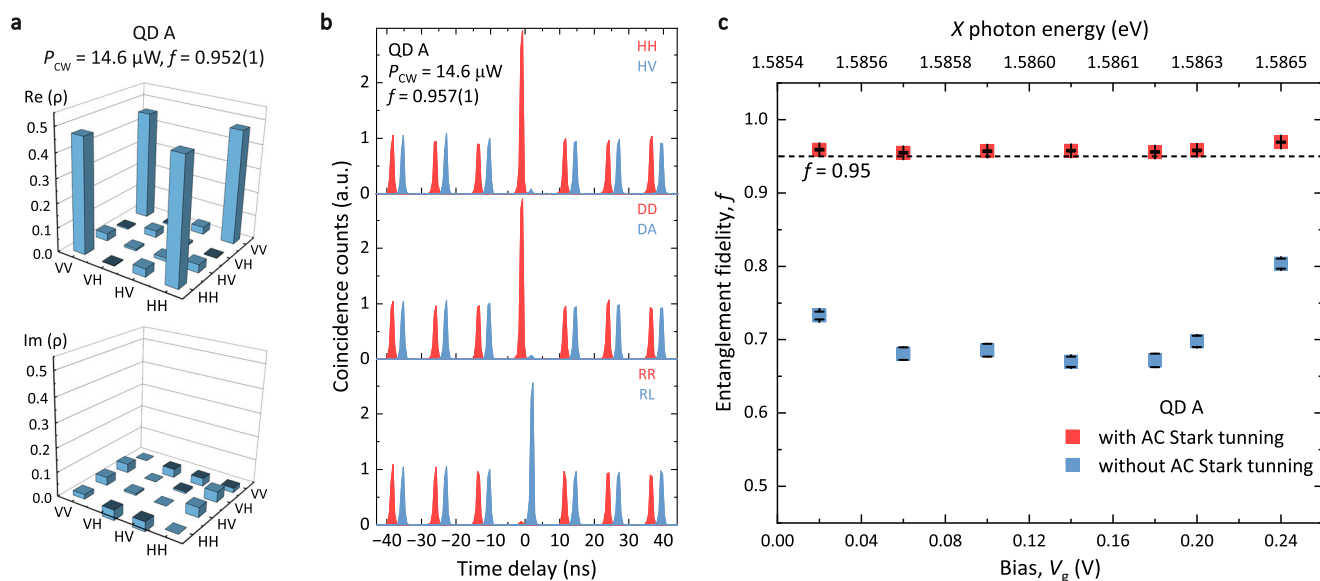 a
QD A
P_CW = 14.6 µW, f = 0.952(1)
Re (ρ)
0.5
0.4
0.3
0.2
0.1
0.0
VV
VH
HV
HH
HH
HV
VH
VV
Im (ρ)
0.5
0.4
0.3
0.2
0.1
0.0
VV
VH
HV
HH
HH
HV
VH
VV
b
QD A
P_CW = 14.6 µW
f = 0.957(1)
HH
HV
3
2
1
0
DD
DA
2
1
0
RR
RL
2
1
0
Coincidence counts (a.u.)
−40 −30 −20 −10 0 10 20 30 40
Time delay (ns)
c
X photon energy (eV)
1.5854 1.5856 1.5858 1.5860 1.5861 1.5863 1.5865
1.0
0.9
0.8
0.7
0.6
0.5
Entanglement fidelity, f
f = 0.95
QD A
with AC Stark tunning
without AC Stark tunning
0.00 0.04 0.08 0.12 0.16 0.20 0.24
Bias, V_g (V)